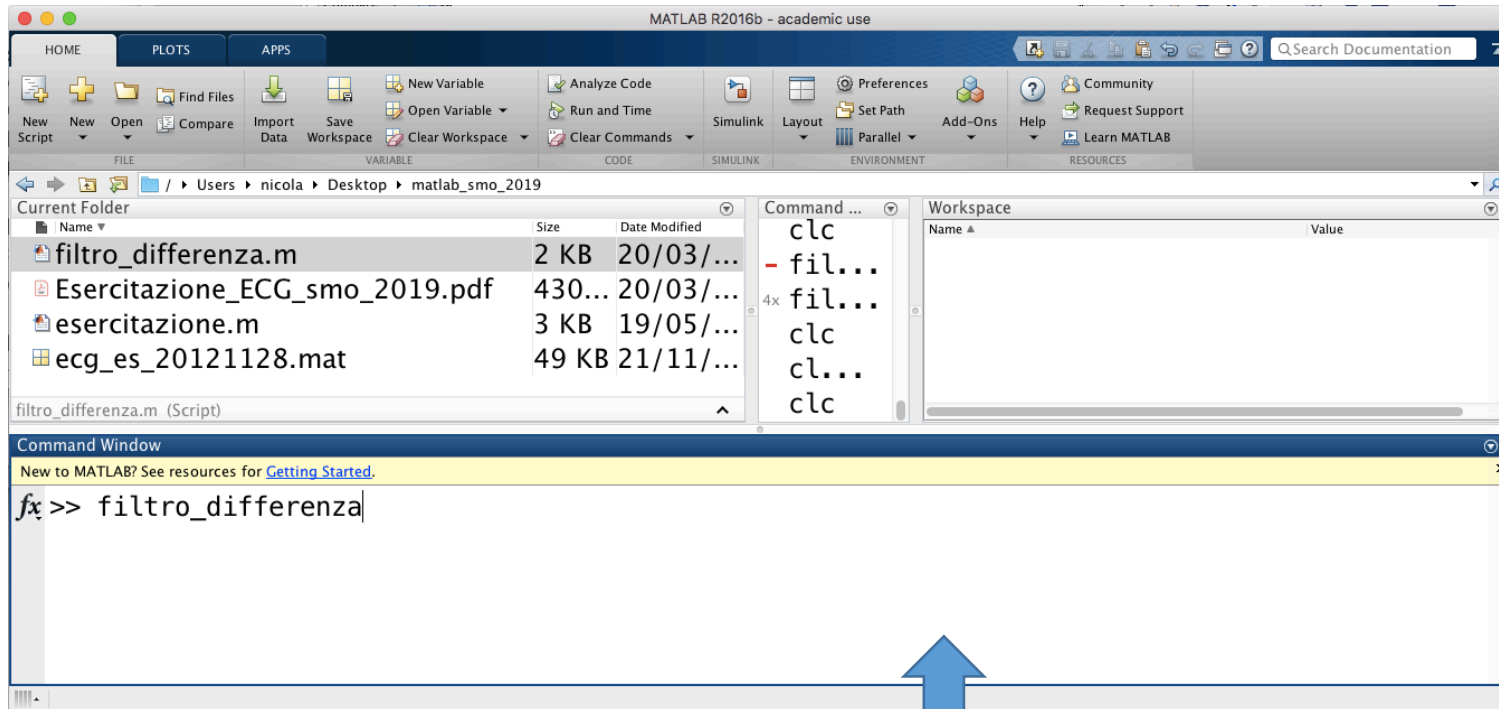 MATLAB R2016b - academic use
HOME PLOTS APPS
Search Documentation
New Script
New
Open
Find Files
Compare
FILE
Import Data
Save Workspace
New Variable
Open Variable
Clear Workspace
VARIABLE
Analyze Code
Run and Time
Clear Commands
CODE
Simulink
SIMULINK
Layout
Preferences
Set Path
Parallel
Add-Ons
ENVIRONMENT
Help
Community
Request Support
Learn MATLAB
RESOURCES
/ Users nicola Desktop matlab_smo_2019
Current Folder
Name Size Date Modified
filtro_differenza.m 2 KB 20/03/...
Esercitazione_ECG_smo_2019.pdf 430... 20/03/...
esercitazione.m 3 KB 19/05/...
ecg_es_20121128.mat 49 KB 21/11/...
filtro_differenza.m (Script)
Command ...
clc
fil...
4x fil...
clc
cl...
clc
Workspace
Name Value
Command Window
New to MATLAB? See resources for Getting Started.
fx >> filtro_differenza